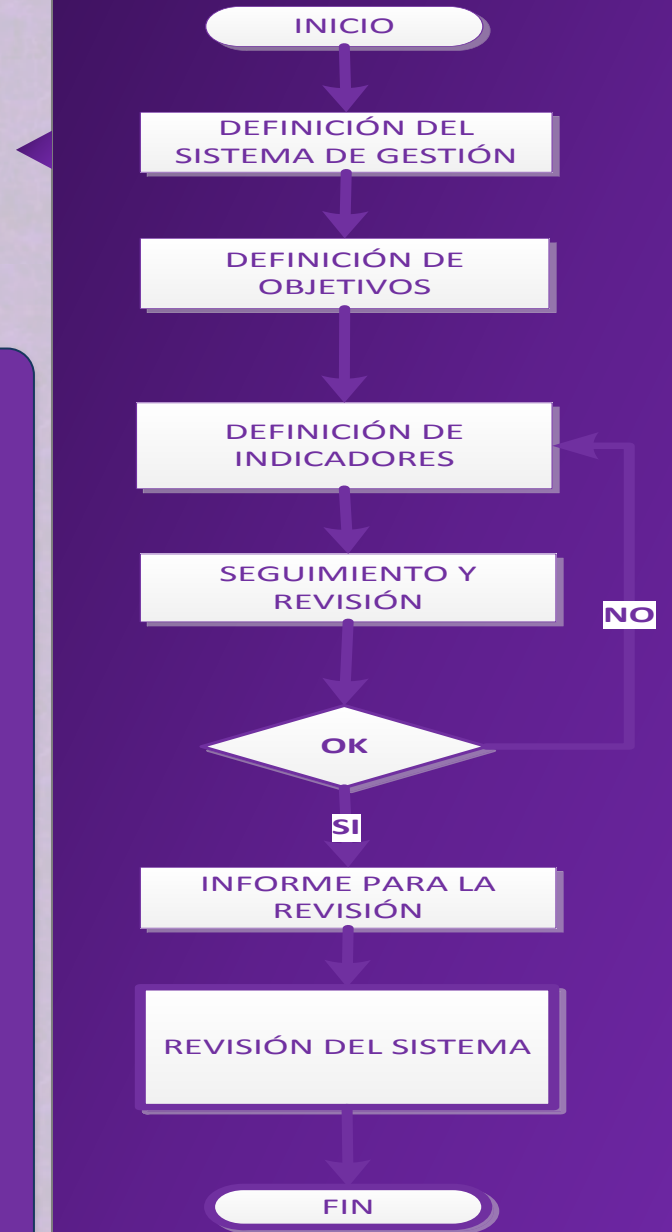 INICIO
DEFINICIÓN DEL
SISTEMA DE GESTIÓN
DEFINICIÓN DE
OBJETIVOS
DEFINICIÓN DE
INDICADORES
SEGUIMIENTO Y
REVISIÓN
NO
OK
SI
INFORME PARA LA
REVISIÓN
REVISIÓN DEL SISTEMA
FIN